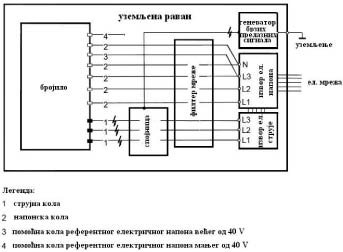 уземљена раван
генератор
брзих
прелазних
сигнала
уземљење
4
2
3
2
2
2
N
L3
L2
L1
извор ел.
напона
ел. мрежа
бројило
филтер мреже
спојница
1
1
1
L3
L2
L1
извор ел.
струје
Легенда:
1 струјна кола
2 напонска кола
3 помоћна кола референтног електричног напона већег од 40 V
4 помоћна кола референтног електричног напона мањег од 40 V